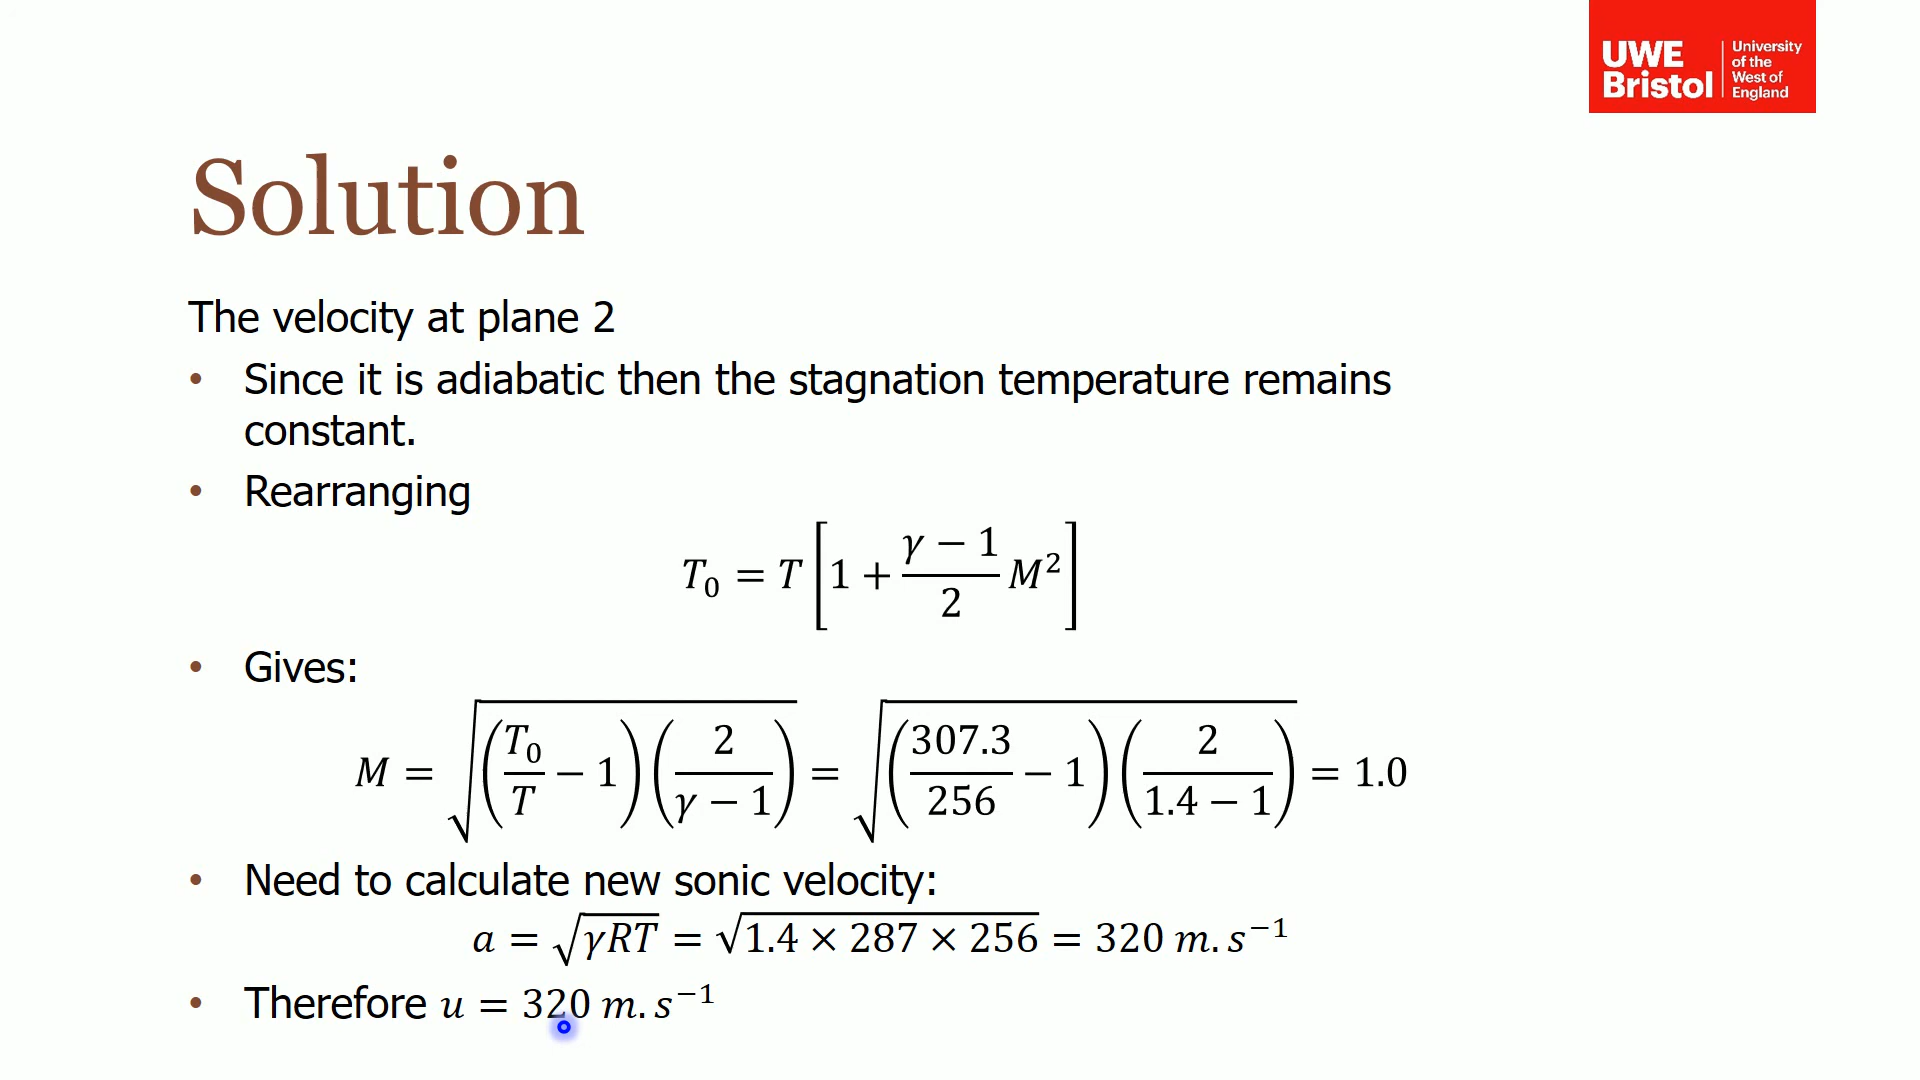 UWE Bristol
University of the West of England
Solution
The velocity at plane 2
• Since it is adiabatic then the stagnation temperature remains
constant.
• Rearranging
T₀ = T [1 + (γ − 1)/2 M²]
• Gives:
M = √((T₀/T − 1)(2/(γ − 1))) = √((307.3/256 − 1)(2/(1.4 − 1))) = 1.0
• Need to calculate new sonic velocity:
a = √(γRT) = √(1.4 × 287 × 256) = 320 m.s⁻¹
• Therefore u = 320 m.s⁻¹